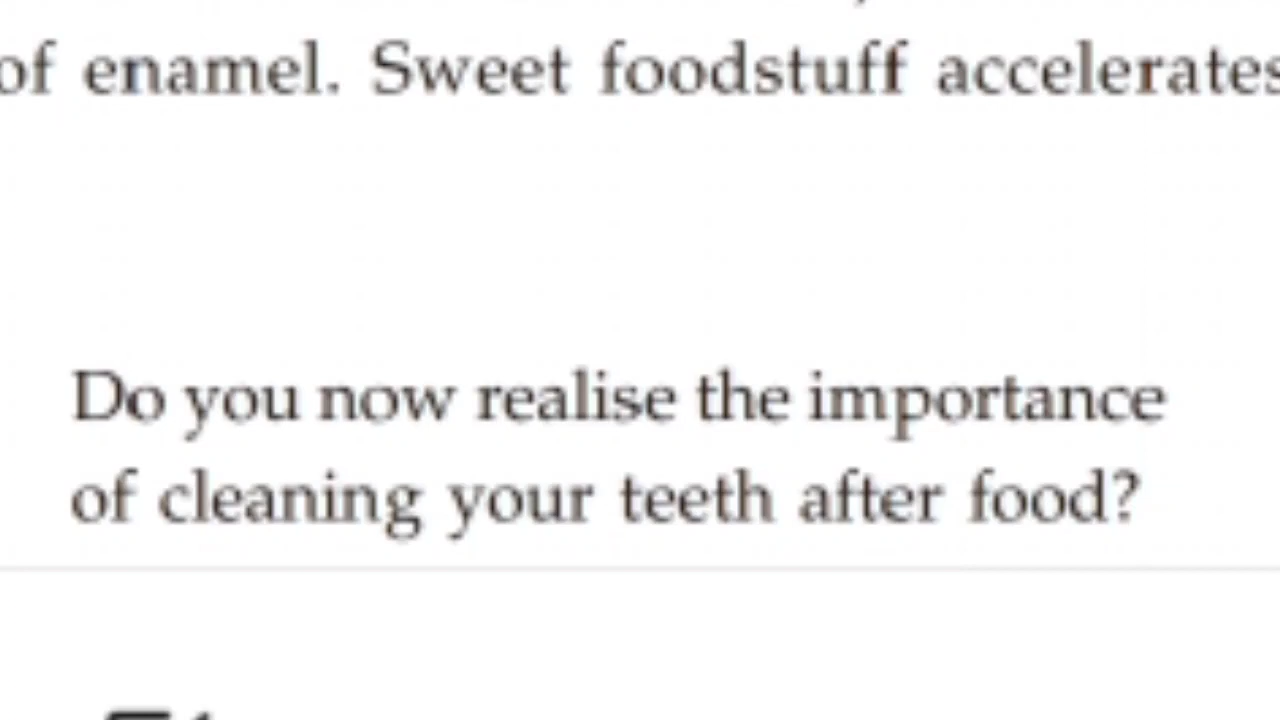 of enamel. Sweet foodstuff accelerates
Do you now realise the importance
of cleaning your teeth after food?